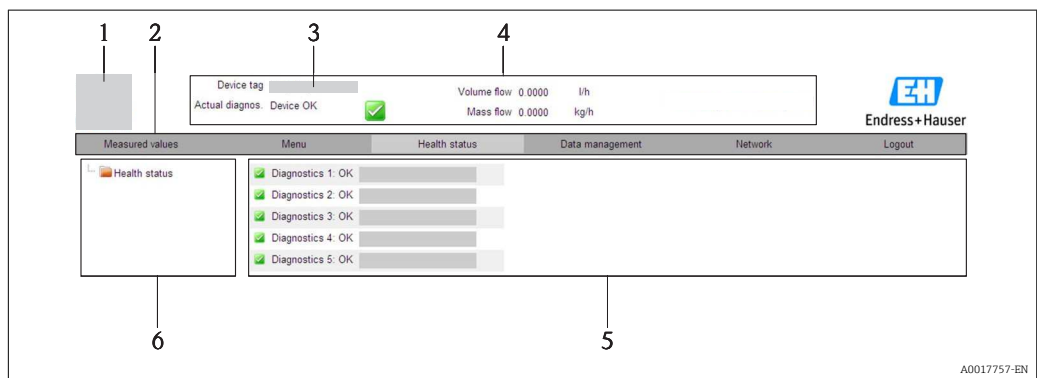 1 2 3 4
Device tag
Actual diagnos. Device OK
Volume flow 0.0000 l/h
Mass flow 0.0000 kg/h
EH
Endress+Hauser
Measured values Menu Health status Data management Network Logout
Health status
Diagnostics 1: OK
Diagnostics 2: OK
Diagnostics 3: OK
Diagnostics 4: OK
Diagnostics 5: OK
6 5
A0017757-EN